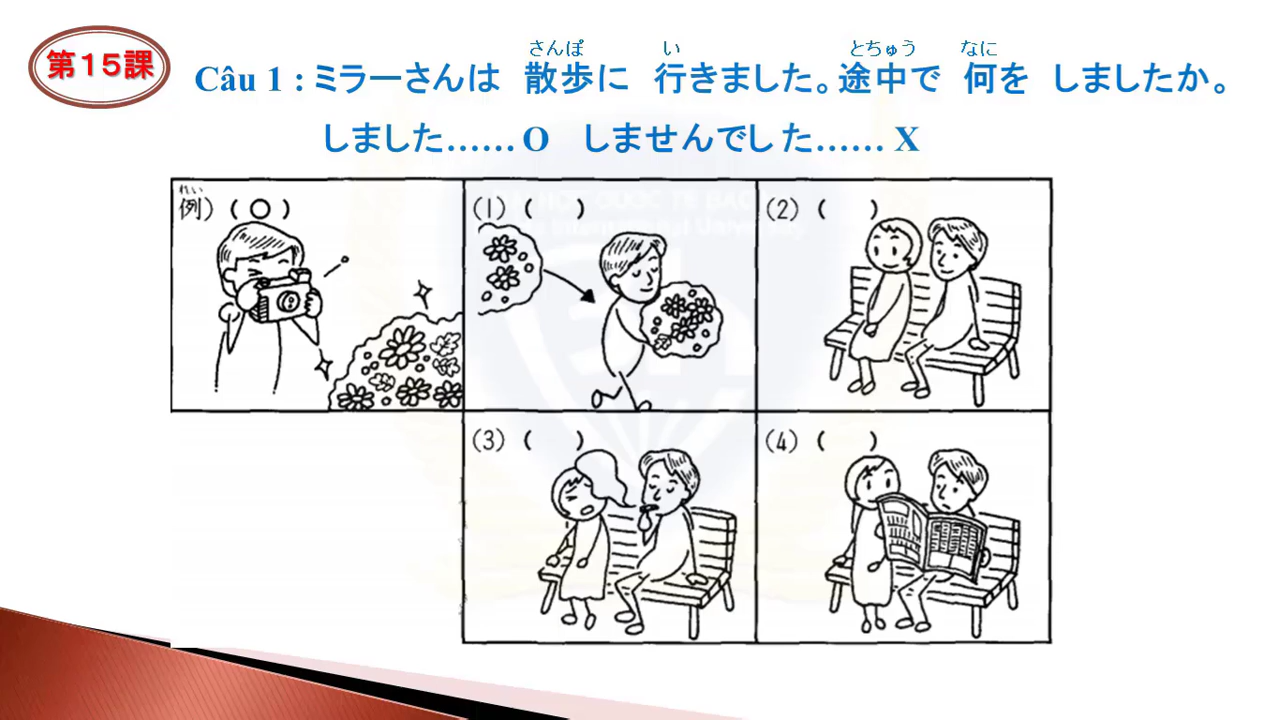 第１５課
さんぽ い とちゅう なに
Câu 1 : ミラーさんは 散歩に 行きました。途中で 何を しましたか。
しました…… O しませんでした…… X
れい
例) ( ○ ) (1) ( ) (2) ( )
(3) ( ) (4) ( )